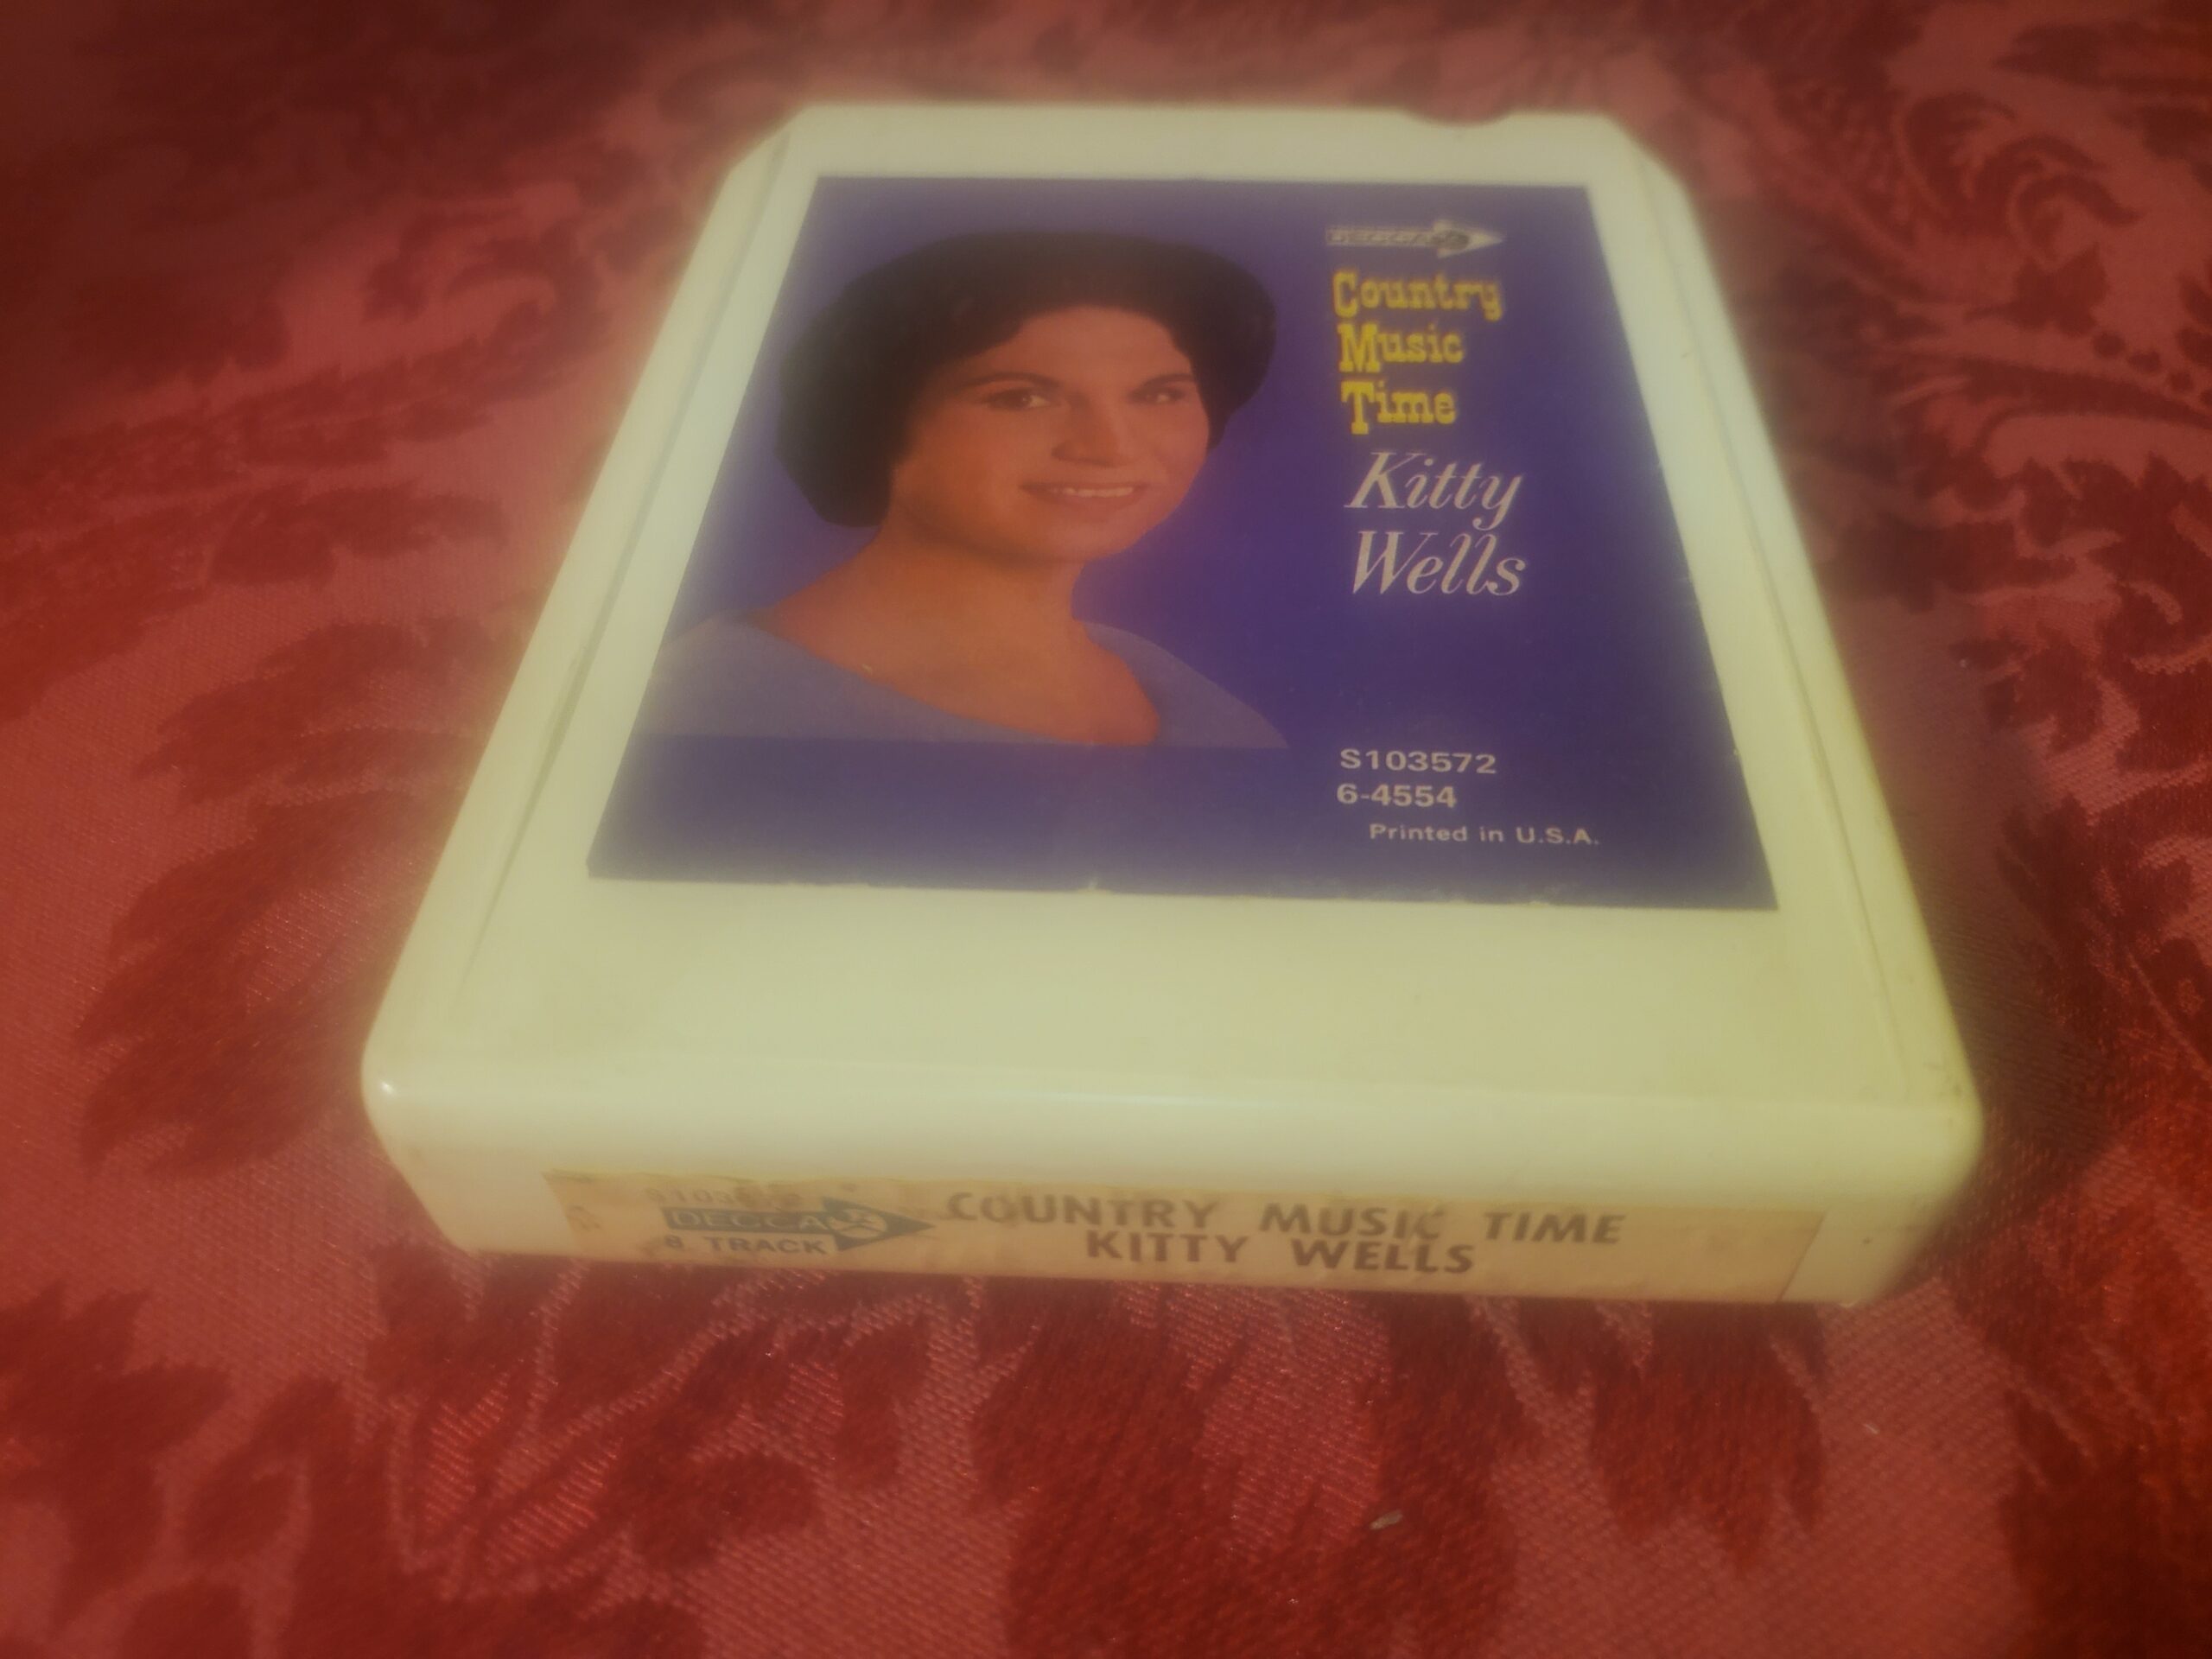 DECCA
Country
Music
Time
Kitty
Wells
S103572
6-4554
Printed in U.S.A.
DECCA
8 TRACK
COUNTRY MUSIC TIME
KITTY WELLS